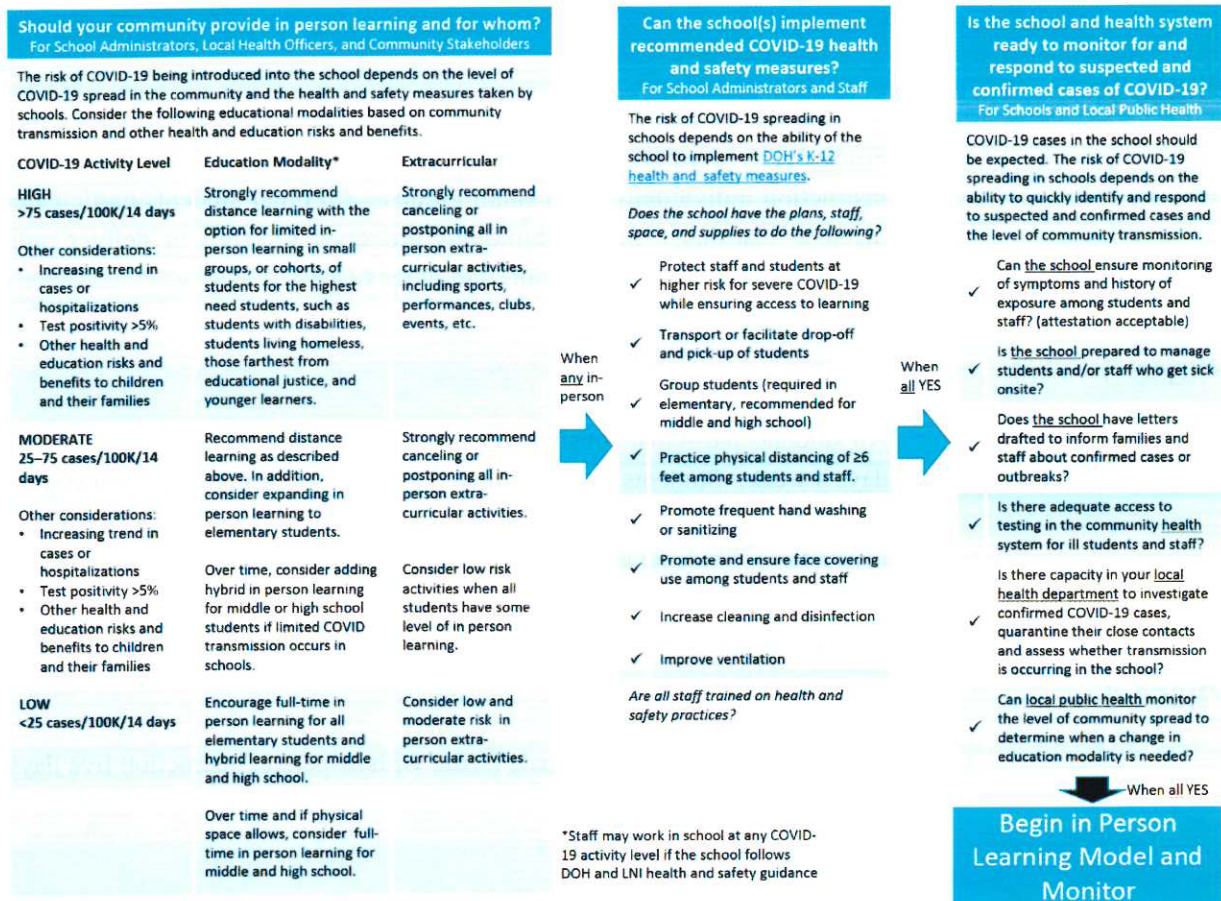 Should your community provide in person learning and for whom?
For School Administrators, Local Health Officers, and Community Stakeholders
The risk of COVID-19 being introduced into the school depends on the level of
COVID-19 spread in the community and the health and safety measures taken by
schools. Consider the following educational modalities based on community
transmission and other health and education risks and benefits.
COVID-19 Activity Level
Education Modality*
Extracurricular
HIGH
>75 cases/100K/14 days
Other considerations:
• Increasing trend in
cases or
hospitalizations
• Test positivity >5%
• Other health and
education risks and
benefits to children
and their families
Strongly recommend
distance learning with the
option for limited in-
person learning in small
groups, or cohorts, of
students for the highest
need students, such as
students with disabilities,
students living homeless,
those farthest from
educational justice, and
younger learners.
Strongly recommend
canceling or
postponing all in
person extra-
curricular activities,
including sports,
performances, clubs,
events, etc.
MODERATE
25–75 cases/100K/14
days
Other considerations:
• Increasing trend in
cases or
hospitalizations
• Test positivity >5%
• Other health and
education risks and
benefits to children
and their families
Recommend distance
learning as described
above. In addition,
consider expanding in
person learning to
elementary students.
Over time, consider adding
hybrid in person learning
for middle or high school
students if limited COVID
transmission occurs in
schools.
Strongly recommend
canceling or
postponing all in-
person extra-
curricular activities.
Consider low risk
activities when all
students have some
level of in person
learning.
LOW
<25 cases/100K/14 days
Encourage full-time in
person learning for all
elementary students and
hybrid learning for middle
and high school.
Over time and if physical
space allows, consider full-
time in person learning for
middle and high school.
Consider low and
moderate risk in
person extra-
curricular activities.
When
any in-
person
Can the school(s) implement
recommended COVID-19 health
and safety measures?
For School Administrators and Staff
The risk of COVID-19 spreading in
schools depends on the ability of the
school to implement DOH's K-12
health and safety measures.
Does the school have the plans, staff,
space, and supplies to do the following?
✓ Protect staff and students at
higher risk for severe COVID-19
while ensuring access to learning
✓ Transport or facilitate drop-off
and pick-up of students
✓ Group students (required in
elementary, recommended for
middle and high school)
✓ Practice physical distancing of ≥6
feet among students and staff.
✓ Promote frequent hand washing
or sanitizing
✓ Promote and ensure face covering
use among students and staff
✓ Increase cleaning and disinfection
✓ Improve ventilation
Are all staff trained on health and
safety practices?
*Staff may work in school at any COVID-
19 activity level if the school follows
DOH and LNI health and safety guidance
When
all YES
Is the school and health system
ready to monitor for and
respond to suspected and
confirmed cases of COVID-19?
For Schools and Local Public Health
COVID-19 cases in the school should
be expected. The risk of COVID-19
spreading in schools depends on the
ability to quickly identify and respond
to suspected and confirmed cases and
the level of community transmission.
✓ Can the school ensure monitoring
of symptoms and history of
exposure among students and
staff? (attestation acceptable)
✓ Is the school prepared to manage
students and/or staff who get sick
onsite?
✓ Does the school have letters
drafted to inform families and
staff about confirmed cases or
outbreaks?
✓ Is there adequate access to
testing in the community health
system for ill students and staff?
✓ Is there capacity in your local
health department to investigate
confirmed COVID-19 cases,
quarantine their close contacts
and assess whether transmission
is occurring in the school?
✓ Can local public health monitor
the level of community spread to
determine when a change in
education modality is needed?
When all YES
Begin in Person
Learning Model and
Monitor